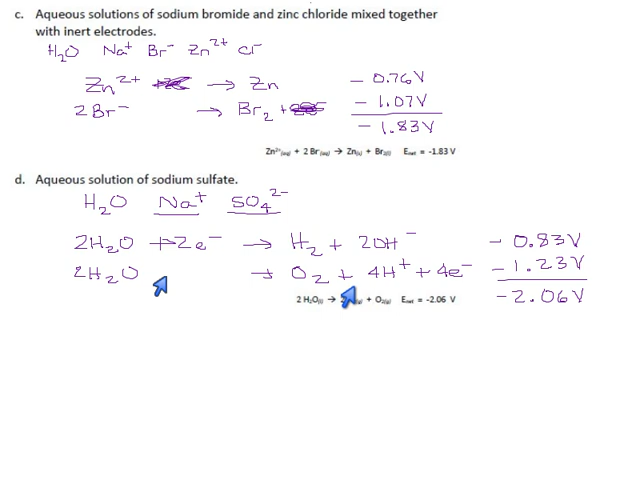 c. Aqueous solutions of sodium bromide and zinc chloride mixed together
with inert electrodes.
H₂O Na⁺ Br⁻ Zn²⁺ Cl⁻
Zn²⁺ → Zn - 0.76V
2Br⁻ → Br₂ + - 1.07V
- 1.83V
Zn²⁺(aq) + 2 Br⁻(aq) → Zn(s) + Br₂(l) Enet = -1.83 V
d. Aqueous solution of sodium sulfate.
H₂O Na⁺ SO₄²⁻
2H₂O + 2e⁻ → H₂ + 2OH⁻ - 0.83V
2H₂O → O₂ + 4H⁺ + 4e⁻ - 1.23V
2 H₂O(l) → + O₂(g) Enet = -2.06 V - 2.06V